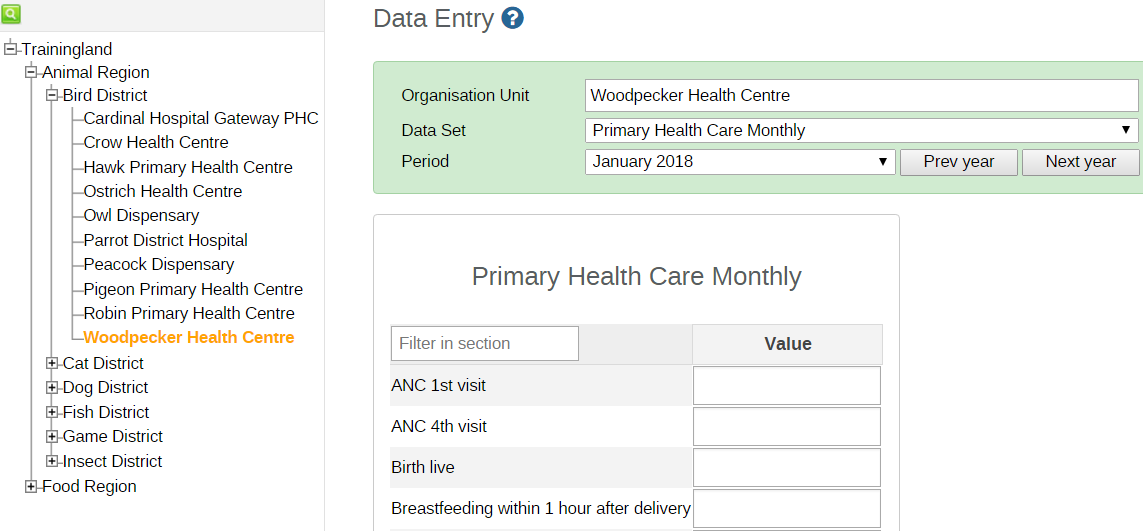 Trainingland
Animal Region
Bird District
Cardinal Hospital Gateway PHC
Crow Health Centre
Hawk Primary Health Centre
Ostrich Health Centre
Owl Dispensary
Parrot District Hospital
Peacock Dispensary
Pigeon Primary Health Centre
Robin Primary Health Centre
Woodpecker Health Centre
Cat District
Dog District
Fish District
Game District
Insect District
Food Region
Data Entry ?
Organisation Unit Woodpecker Health Centre
Data Set Primary Health Care Monthly
Period January 2018 Prev year Next year
Primary Health Care Monthly
Filter in section Value
ANC 1st visit
ANC 4th visit
Birth live
Breastfeeding within 1 hour after delivery